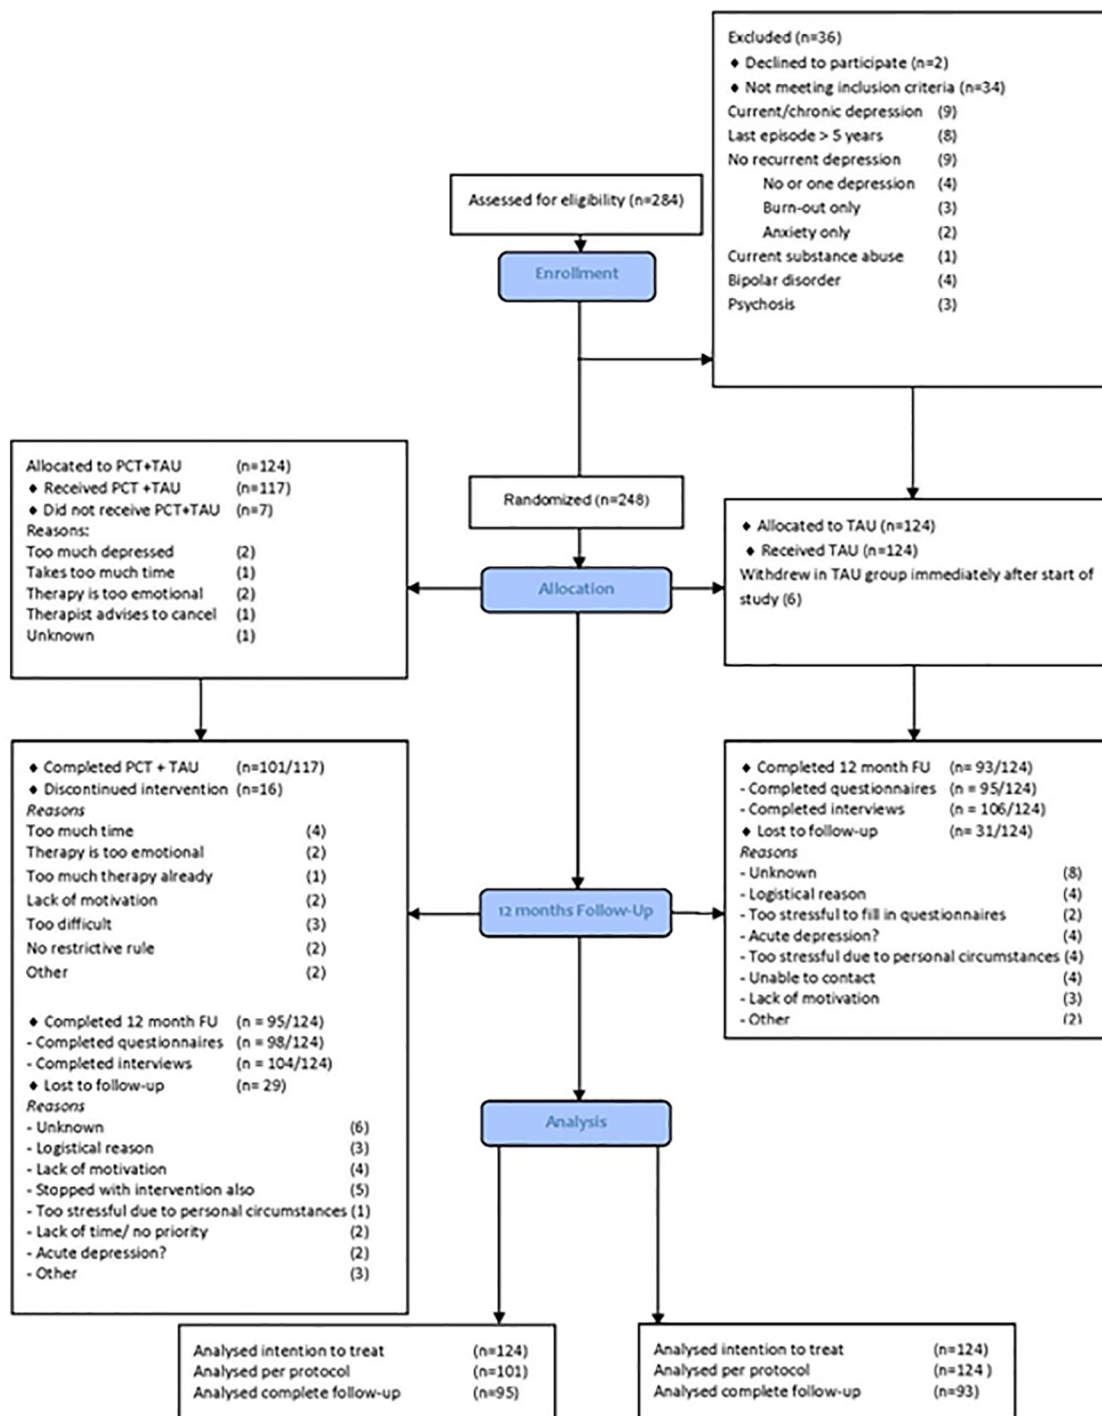 Excluded (n=36)
♦ Declined to participate (n=2)
♦ Not meeting inclusion criteria (n=34)
Current/chronic depression (9)
Last episode > 5 years (8)
No recurrent depression (9)
No or one depression (4)
Burn-out only (3)
Anxiety only (2)
Current substance abuse (1)
Bipolar disorder (4)
Psychosis (3)
Assessed for eligibility (n=284)
Enrollment
Randomized (n=248)
Allocation
Allocated to PCT+TAU (n=124)
♦ Received PCT +TAU (n=117)
♦ Did not receive PCT+TAU (n=7)
Reasons:
Too much depressed (2)
Takes too much time (1)
Therapy is too emotional (2)
Therapist advises to cancel (1)
Unknown (1)
♦ Allocated to TAU (n=124)
♦ Received TAU (n=124)
Withdrew in TAU group immediately after start of
study (6)
12 months Follow-Up
♦ Completed PCT + TAU (n=101/117)
♦ Discontinued intervention (n=16)
Reasons
Too much time (4)
Therapy is too emotional (2)
Too much therapy already (1)
Lack of motivation (2)
Too difficult (3)
No restrictive rule (2)
Other (2)
♦ Completed 12 month FU (n = 95/124)
- Completed questionnaires (n = 98/124)
- Completed interviews (n = 104/124)
♦ Lost to follow-up (n= 29)
Reasons
- Unknown (6)
- Logistical reason (3)
- Lack of motivation (4)
- Stopped with intervention also (5)
- Too stressful due to personal circumstances (1)
- Lack of time/ no priority (2)
- Acute depression? (2)
- Other (3)
♦ Completed 12 month FU (n= 93/124)
- Completed questionnaires (n = 95/124)
- Completed interviews (n = 106/124)
♦ Lost to follow-up (n= 31/124)
Reasons
- Unknown (8)
- Logistical reason (4)
- Too stressful to fill in questionnaires (2)
- Acute depression? (4)
- Too stressful due to personal circumstances (4)
- Unable to contact (4)
- Lack of motivation (3)
- Other (2)
Analysis
Analysed intention to treat (n=124)
Analysed per protocol (n=101)
Analysed complete follow-up (n=95)
Analysed intention to treat (n=124)
Analysed per protocol (n=124 )
Analysed complete follow-up (n=93)